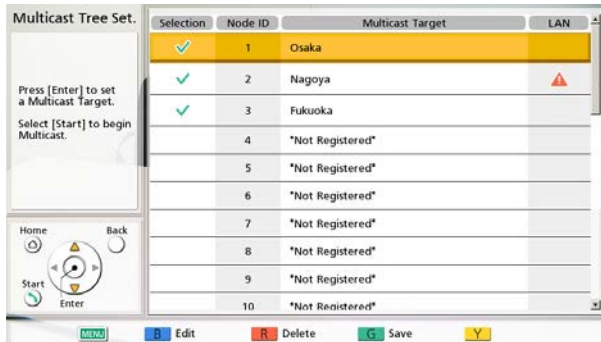 Multicast Tree Set.
Press [Enter] to set
a Multicast Target.
Select [Start] to begin
Multicast.
Home
Back
Start
Enter
Selection Node ID Multicast Target LAN
1 Osaka
2 Nagoya
3 Fukuoka
4 *Not Registered*
5 *Not Registered*
6 *Not Registered*
7 *Not Registered*
8 *Not Registered*
9 *Not Registered*
10 *Not Registered*
MENU B Edit R Delete G Save Y